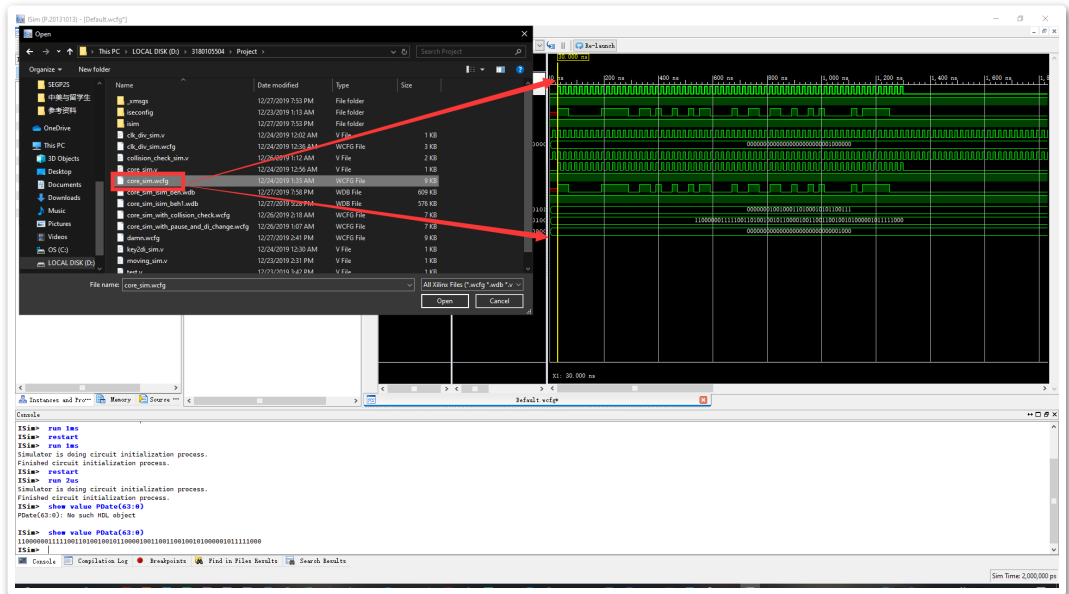 ISim (P.20131013) - [Default.wcfg*]
Open
This PC > LOCAL DISK (D:) > 3180105504 > Project >
Search Project
Re-launch
Organize
New folder
30.000 ns
Name
Date modified
Type
Size
SEGP2S
中美与留学生
参考资料
OneDrive
This PC
3D Objects
Desktop
Documents
Downloads
Music
Pictures
Videos
OS (C:)
LOCAL DISK (D:)
_xmsgs 12/27/2019 7:53 PM File folder
iseconfig 12/23/2019 1:13 AM File folder
isim 12/27/2019 7:53 PM File folder
clk_div_sim.v 12/24/2019 12:02 AM V File 1 KB
clk_div_sim.wcfg 12/24/2019 12:36 AM WCFG File 3 KB
collision_check_sim.v 12/26/2019 1:12 AM V File 2 KB
core_sim.v 12/24/2019 12:56 AM V File 1 KB
core_sim.wcfg 12/24/2019 1:33 AM WCFG File 9 KB
core_sim_isim_beh.wdb 12/27/2019 7:58 PM WDB File 609 KB
core_sim_isim_beh1.wdb 12/27/2019 3:28 PM WDB File 576 KB
core_sim_with_collision_check.wcfg 12/26/2019 2:18 AM WCFG File 7 KB
core_sim_with_pause_and_di_change.wcfg 12/26/2019 1:07 AM WCFG File 7 KB
damn.wcfg 12/27/2019 2:41 PM WCFG File 9 KB
key2di_sim.v 12/24/2019 12:30 AM V File 1 KB
moving_sim.v 12/23/2019 2:31 PM V File 1 KB
test.v 12/23/2019 3:42 PM V File 1 KB
File name: core_sim.wcfg
All Xilinx Files (*.wcfg *.wdb *.v
Open
Cancel
200 ns 400 ns 600 ns 800 ns 1,000 ns 1,200 ns 1,400 ns 1,600 ns
X1: 30.000 ns
Instances and Pro···
Memory
Source ···
Default.wcfg*
Console
ISim> run 1ms
ISim> restart
ISim> run 1ms
Simulator is doing circuit initialization process.
Finished circuit initialization process.
ISim> restart
ISim> run 2us
Simulator is doing circuit initialization process.
Finished circuit initialization process.
ISim> show value PDate(63:0)
PDate(63:0): No such HDL object
ISim> show value PData(63:0)
ISim>
Console
Compilation Log
Breakpoints
Find in Files Results
Search Results
Sim Time: 2,000,000 ps